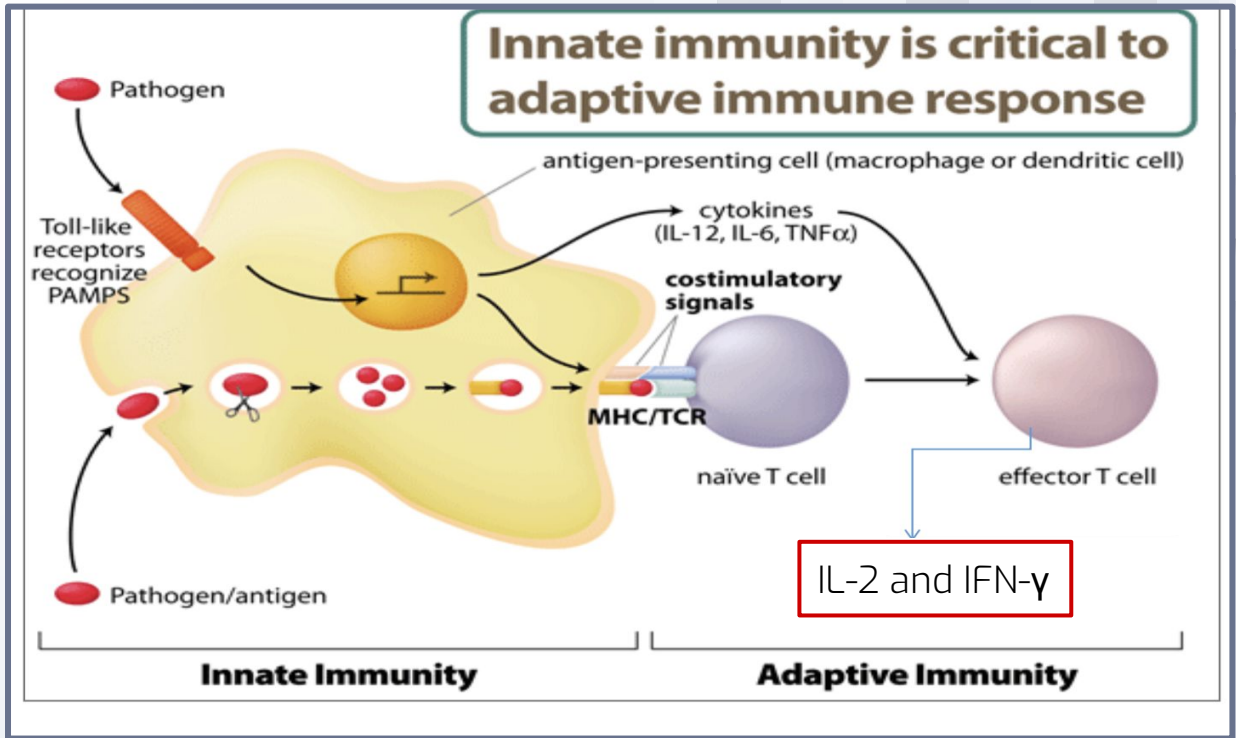 Innate immunity is critical to
adaptive immune response
Pathogen
antigen-presenting cell (macrophage or dendritic cell)
Toll-like
receptors
recognize
PAMPS
cytokines
(IL-12, IL-6, TNFα)
costimulatory
signals
MHC/TCR
naïve T cell
effector T cell
IL-2 and IFN-γ
Pathogen/antigen
Innate Immunity
Adaptive Immunity